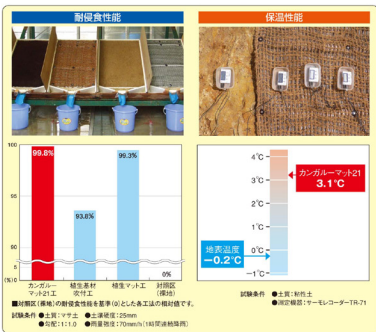 耐侵食性能
保温性能
100
99.8%
99.3%
95
93.8%
90
5
(%)0
0%
カンガルー
マット21工
植生基材
吹付工
植生マット工
対照区
(裸地)
■対照区(裸地)の耐侵食性能を基準(0)とした各工法の相対値です。
試験条件 ●土質:マサ土 ●土壌硬度:25mm
●勾配:1:1.0 ●雨量強度:70mm/h(1時間連続降雨)
4℃
3℃
2℃
1℃
0℃
-1℃
カンガルーマット21
3.1℃
地表温度
-0.2℃
試験条件 ●土質:粘性土
●測定機器:サーモレコーダーTR-71